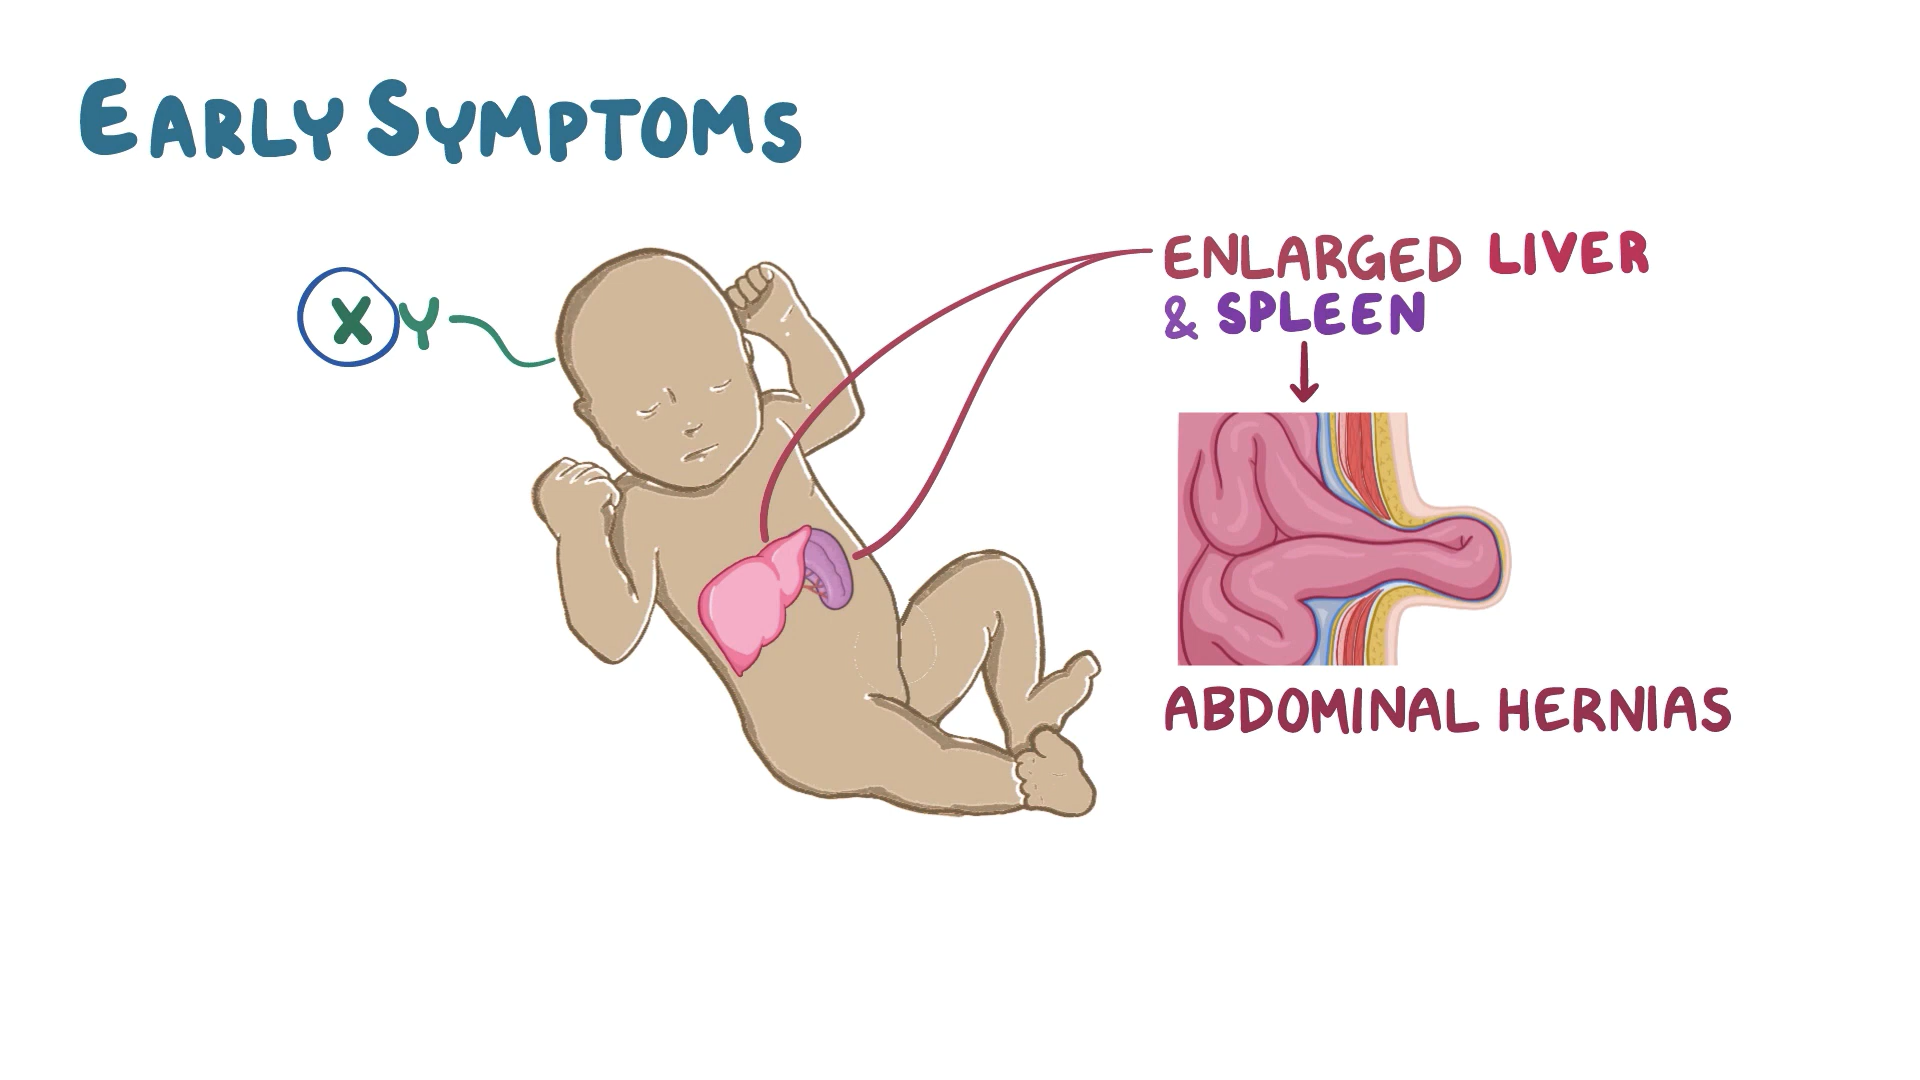 EARLY SYMPTOMS
XY
ENLARGED LIVER
& SPLEEN
ABDOMINAL HERNIAS